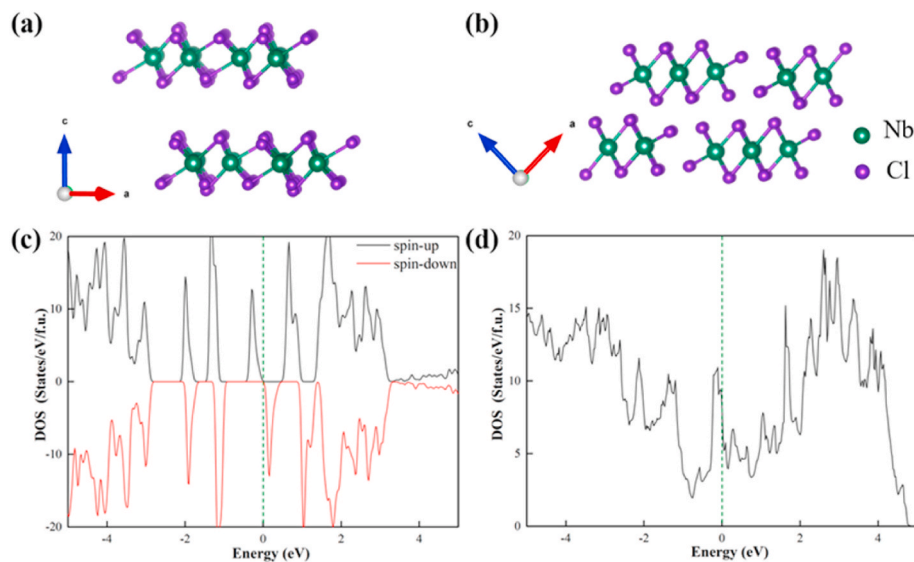 (a)
c
a
(b)
c
a
Nb
Cl
(c)
20
10
0
-10
-20
DOS (States/eV/f.u.)
spin-up
spin-down
-4
-2
0
2
4
Energy (eV)
(d)
20
15
10
5
0
DOS (States/eV/f.u.)
-4
-2
0
2
4
Energy (eV)